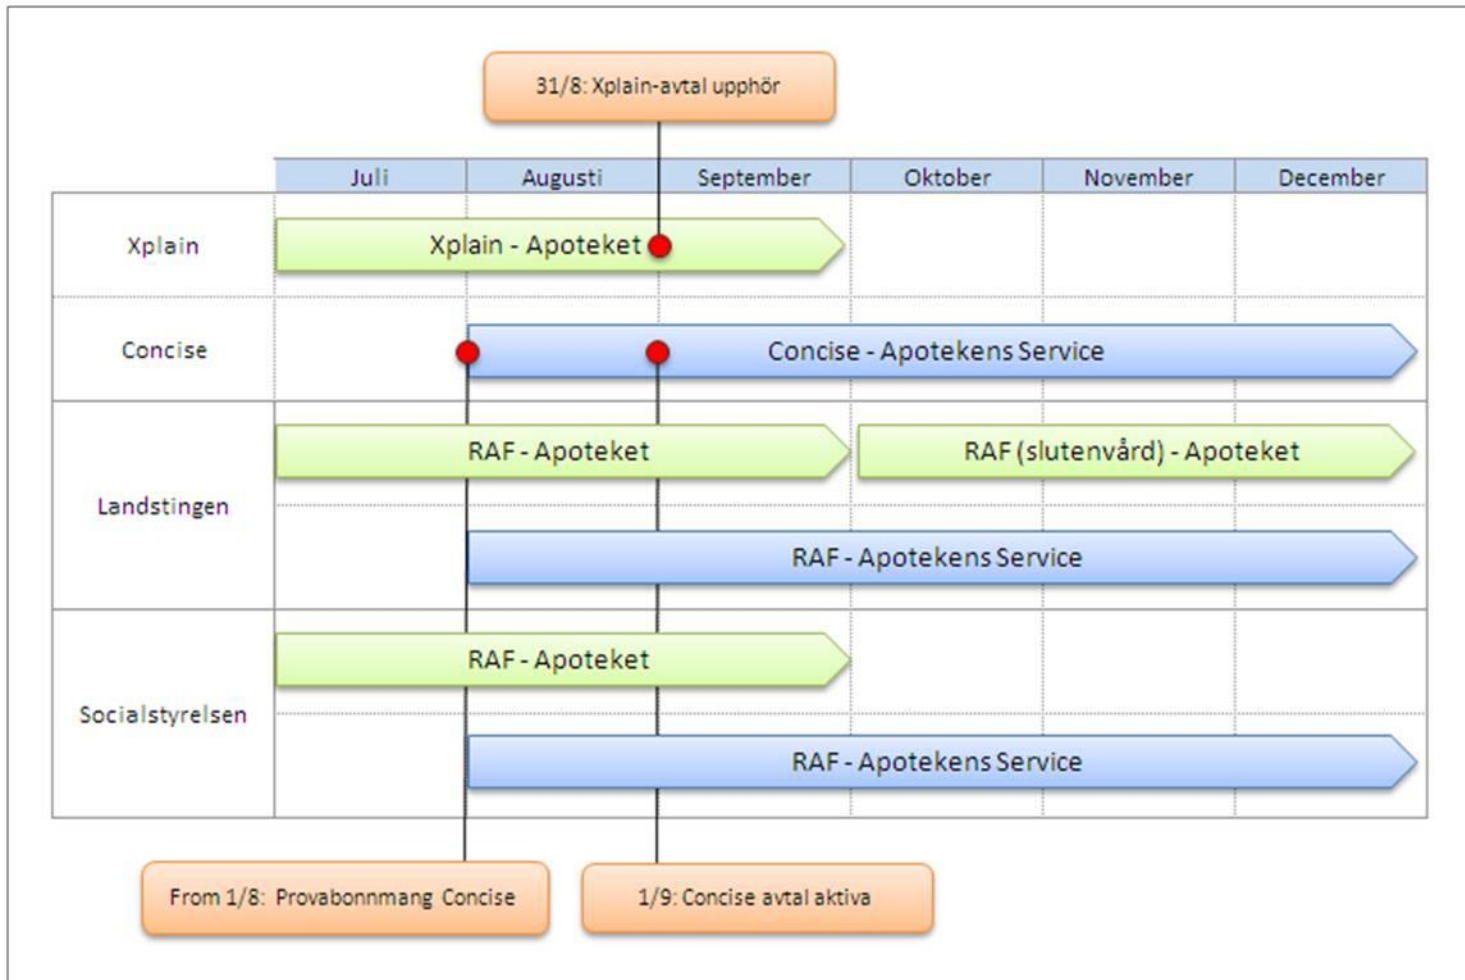 31/8: Xplain-avtal upphör
Juli Augusti September Oktober November December
Xplain
Xplain - Apoteket
Concise
Concise - Apotekens Service
Landstingen
RAF - Apoteket
RAF (slutenvård) - Apoteket
RAF - Apotekens Service
Socialstyrelsen
RAF - Apoteket
RAF - Apotekens Service
From 1/8: Provabonnmang Concise
1/9: Concise avtal aktiva